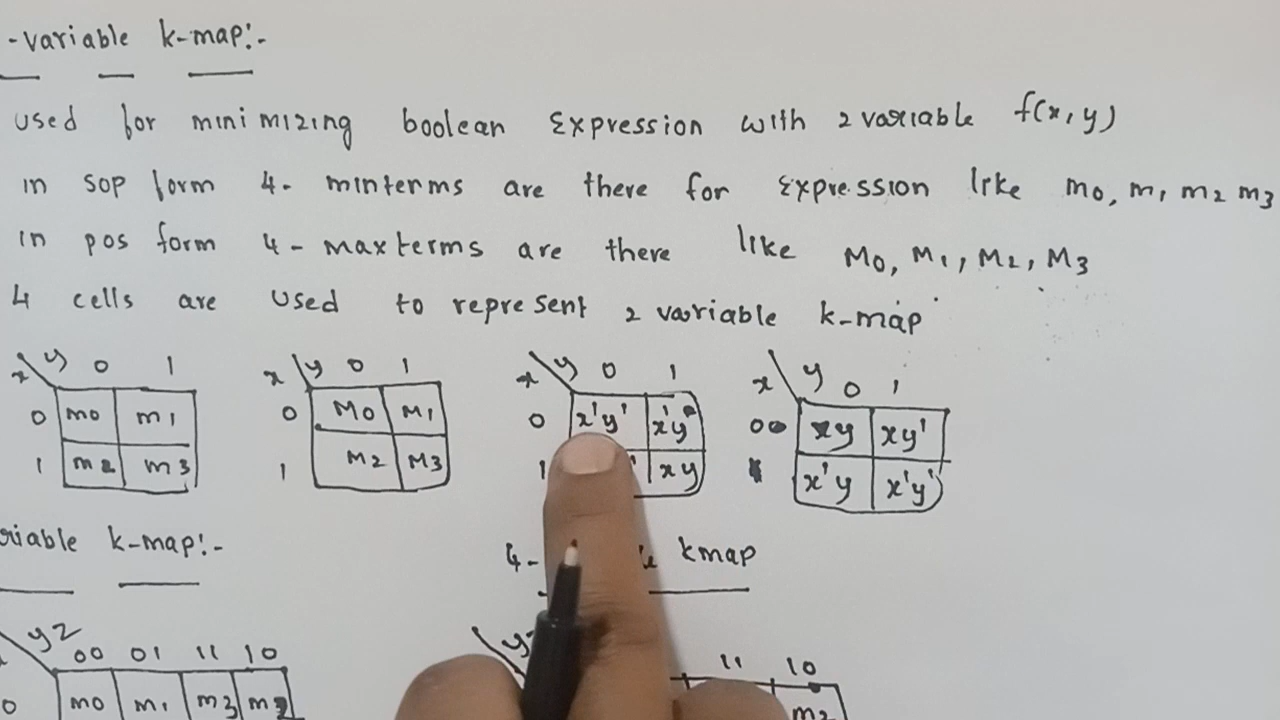 -variable k-map:-
used for minimizing boolean Expression with 2 variable f(x, y)
in sop form 4- minterms are there for Expression like m0, m1 m2 m3
in pos form 4- maxterms are there like M0, M1, M2, M3
4 cells are used to represent 2 variable k-map
x y 0 1 x y 0 1 x y 0 1 x y 0 1
0 m0 m1 0 M0 M1 0 x'y' x'y 0 xy xy'
1 m2 m3 1 M2 M3 1 ' xy x'y x'y'
riable k-map:- 4- kmap
yz 00 01 11 10 11 10
0 m0 m1 m3 m2 m2